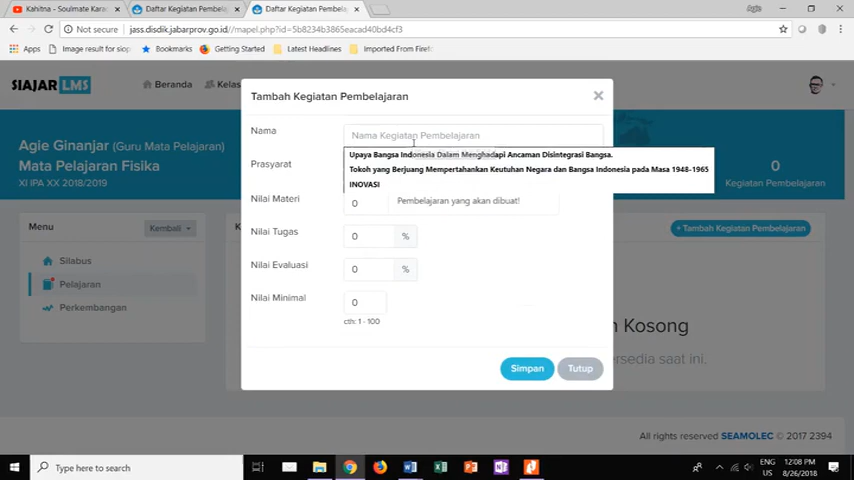 Kahitna - Soulmate Kara
Daftar Kegiatan Pembela
Daftar Kegiatan Pembela
Agie
Not secure
jass.disdik.jabarprov.go.id//mapel.php?id=5b8234b3865eacad40bd4cf3
Apps
Image result for siop
Bookmarks
Getting Started
Latest Headlines
Imported From Firef
SIAJAR LMS
Beranda
Kelas
Tambah Kegiatan Pembelajaran
Agie Ginanjar (Guru Mata Pelajaran)
Mata Pelajaran Fisika
XI IPA XX 2018/2019
0
Kegiatan Pembelajaran
Nama
Nama Kegiatan Pembelajaran
Upaya Bangsa Indonesia Dalam Menghadapi Ancaman Disintegrasi Bangsa.
Prasyarat
Tokoh yang Berjuang Mempertahankan Keutuhan Negara dan Bangsa Indonesia pada Masa 1948-1965
INOVASI
Nilai Materi
0
Pembelajaran yang akan dibuat!
Menu
Kembali
K
+Tambah Kegiatan Pembelajaran
Nilai Tugas
0
%
Silabus
Nilai Evaluasi
0
%
Pelajaran
Nilai Minimal
0
Perkembangan
cth: 1 - 100
n Kosong
ersedia saat ini.
Simpan
Tutup
All rights reserved SEAMOLEC © 2017 2394
Type here to search
ENG
US
12:08 PM
8/26/2018